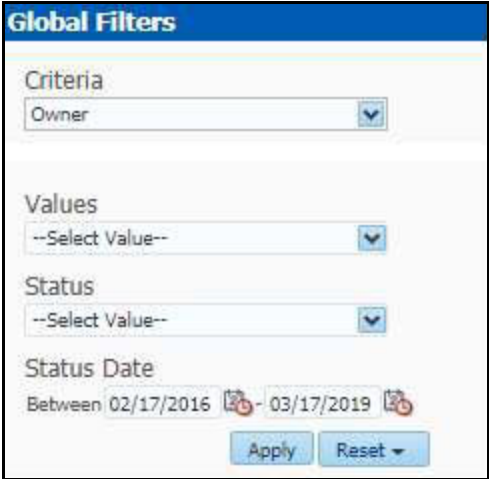 Global Filters
Criteria
Owner
Values
--Select Value--
Status
--Select Value--
Status Date
Between 02/17/2016 - 03/17/2019
Apply Reset